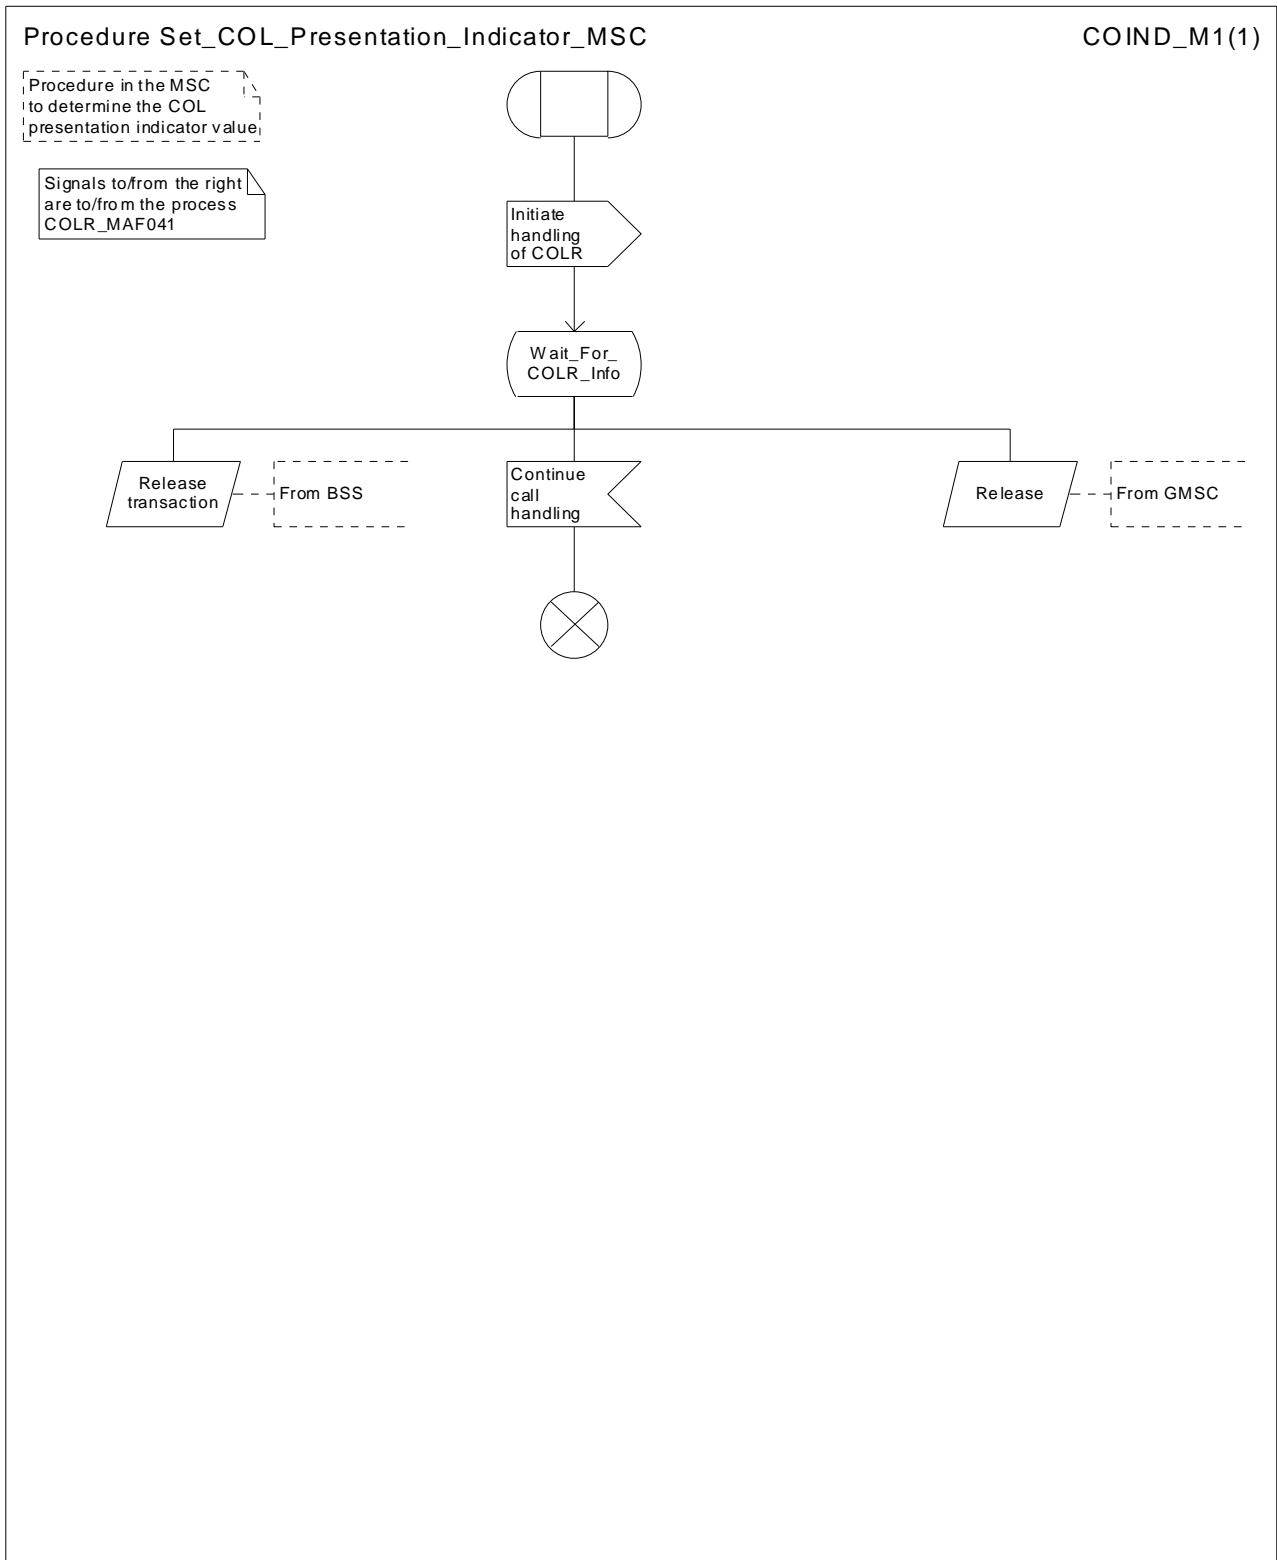 Procedure Set_COL_Presentation_Indicator_MSC
COIND_M1(1)
Procedure in the MSC
to determine the COL
presentation indicator value
Signals to/from the right
are to/from the process
COLR_MAF041
Initiate
handling
of COLR
Wait_For_
COLR_Info
Release
transaction
From BSS
Continue
call
handling
Release
From GMSC